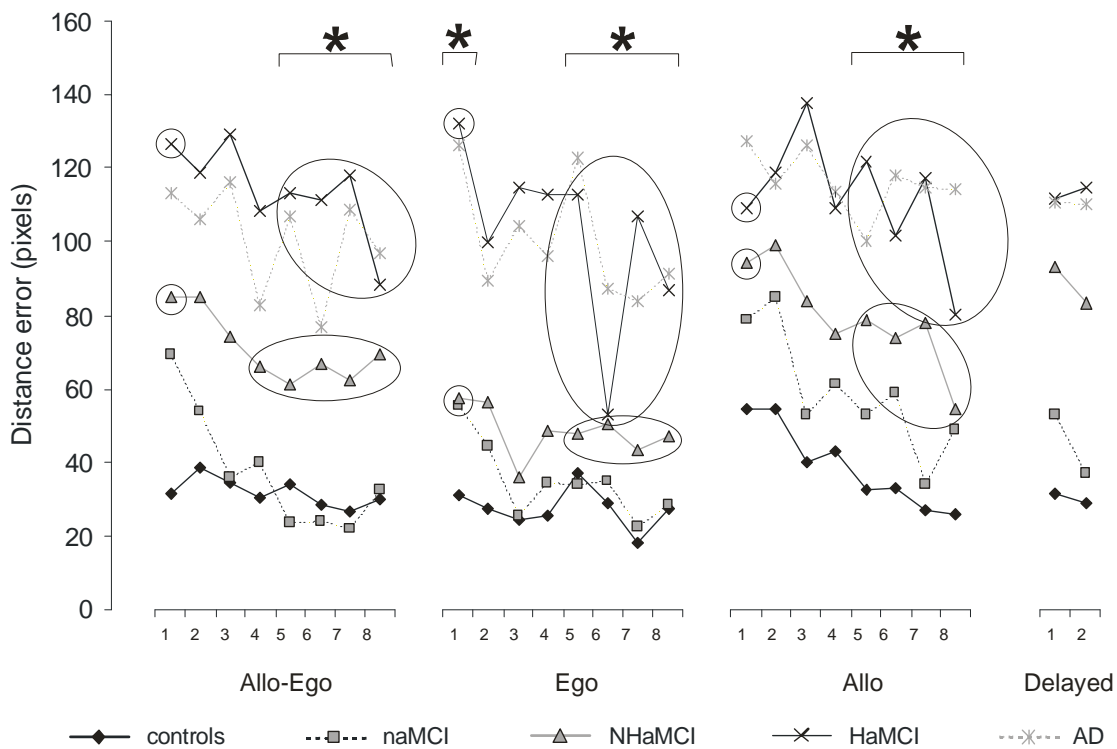 160
140
120
100
80
60
40
20
0
Distance error (pixels)
* * * *
1 2 3 4 5 6 7 8 1 2 3 4 5 6 7 8 1 2 3 4 5 6 7 8 1 2
Allo-Ego Ego Allo Delayed
controls naMCI NHaMCI HaMCI AD